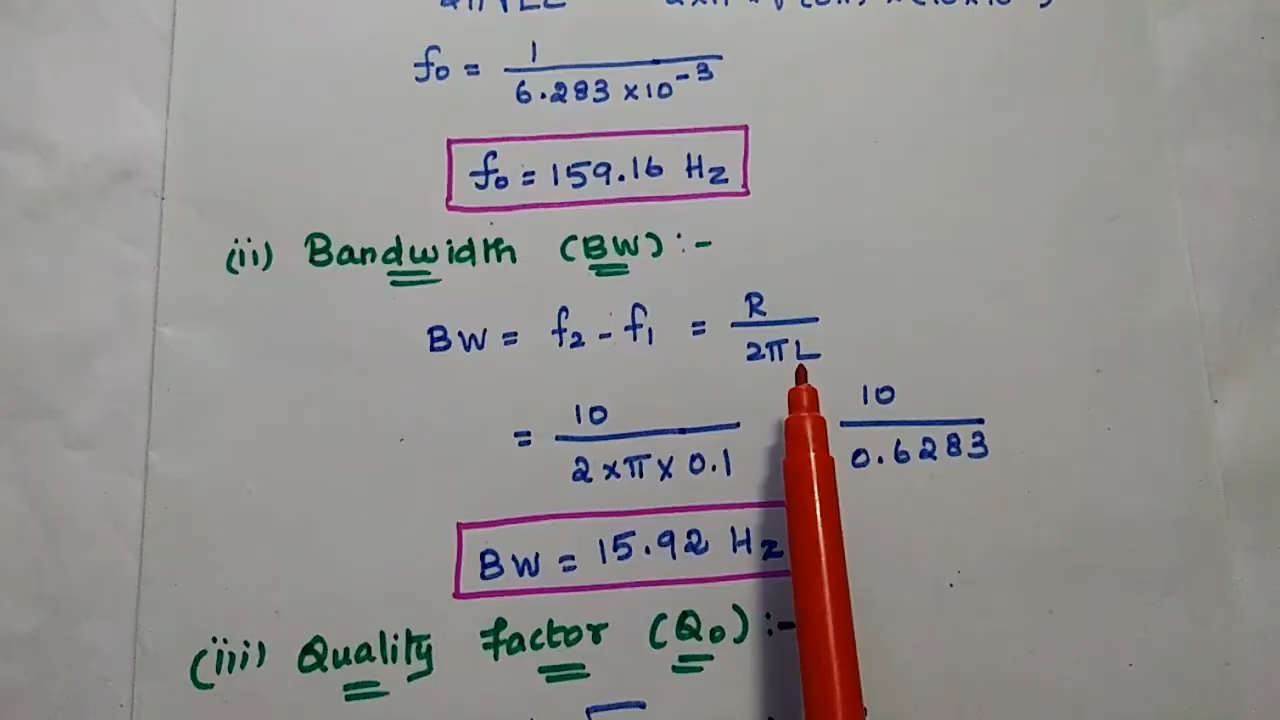 f₀ = 1 / 6.283 × 10⁻³
f₀ = 159.16 Hz
(ii) Bandwidth (BW) :-
BW = f₂ - f₁ = R / 2πL
= 10 / 2 × π × 0.1 10 / 0.6283
BW = 15.92 Hz
(iii) Quality factor (Q₀) :-